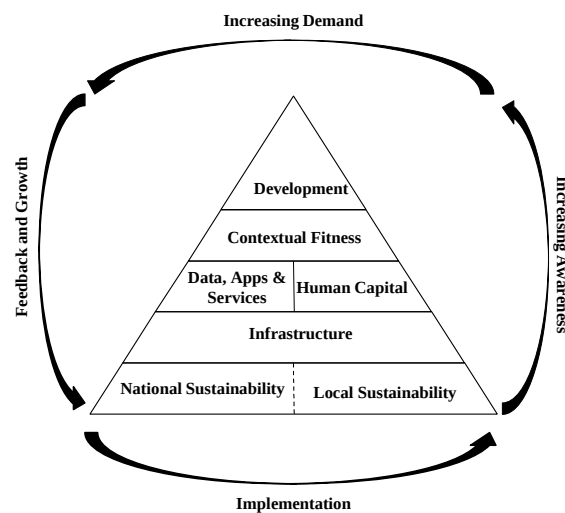 Increasing Demand
Feedback and Growth
Increasing Awareness
Development
Contextual Fitness
Data, Apps &
Services
Human Capital
Infrastructure
National Sustainability
Local Sustainability
Implementation